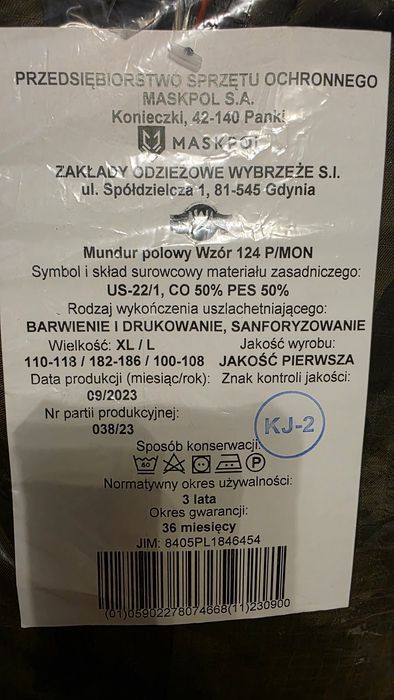 PRZEDSIĘBIORSTWO SPRZĘTU OCHRONNEGO
MASKPOL S.A.
Konieczki, 42-140 Panki
MASKPOL
ZAKŁADY ODZIEŻOWE WYBRZEŻE S.I.
ul. Spółdzielcza 1, 81-545 Gdynia
Mundur polowy Wzór 124 P/MON
Symbol i skład surowcowy materiału zasadniczego:
US-22/1, CO 50% PES 50%
Rodzaj wykończenia uszlachetniającego:
BARWIENIE I DRUKOWANIE, SANFORYZOWANIE
Wielkość: XL / L
Jakość wyrobu:
110-118 / 182-186 / 100-108
JAKOŚĆ PIERWSZA
Data produkcji (miesiąc/rok):
Znak kontroli jakości:
09/2023
Nr partii produkcyjnej:
038/23
KJ-2
Sposób konserwacji:
60
P
Normatywny okres używalności:
3 lata
Okres gwarancji:
36 miesięcy
JIM: 8405PL1846454
(01)05902278074668(11)230900